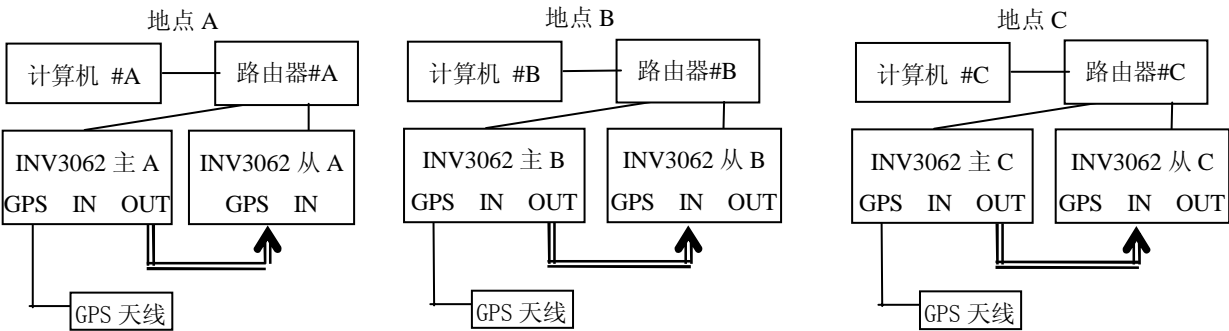 地点 A
计算机 #A
路由器#A
INV3062 主 A
GPS IN OUT
INV3062 从 A
GPS IN
GPS 天线
地点 B
计算机 #B
路由器#B
INV3062 主 B
GPS IN OUT
INV3062 从 B
GPS IN OUT
GPS 天线
地点 C
计算机 #C
路由器#C
INV3062 主 C
GPS IN OUT
INV3062 从 C
GPS IN OUT
GPS 天线